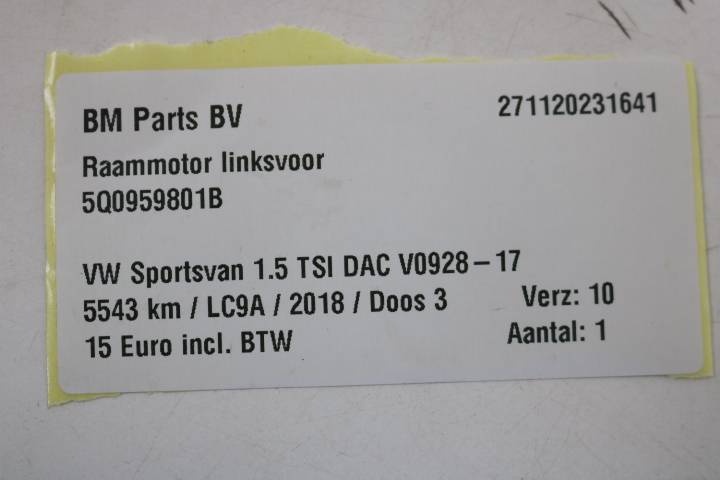 BM Parts BV 271120231641
Raammotor linksvoor
5Q0959801B
VW Sportsvan 1.5 TSI DAC V0928-17
5543 km / LC9A / 2018 / Doos 3 Verz: 10
15 Euro incl. BTW Aantal: 1